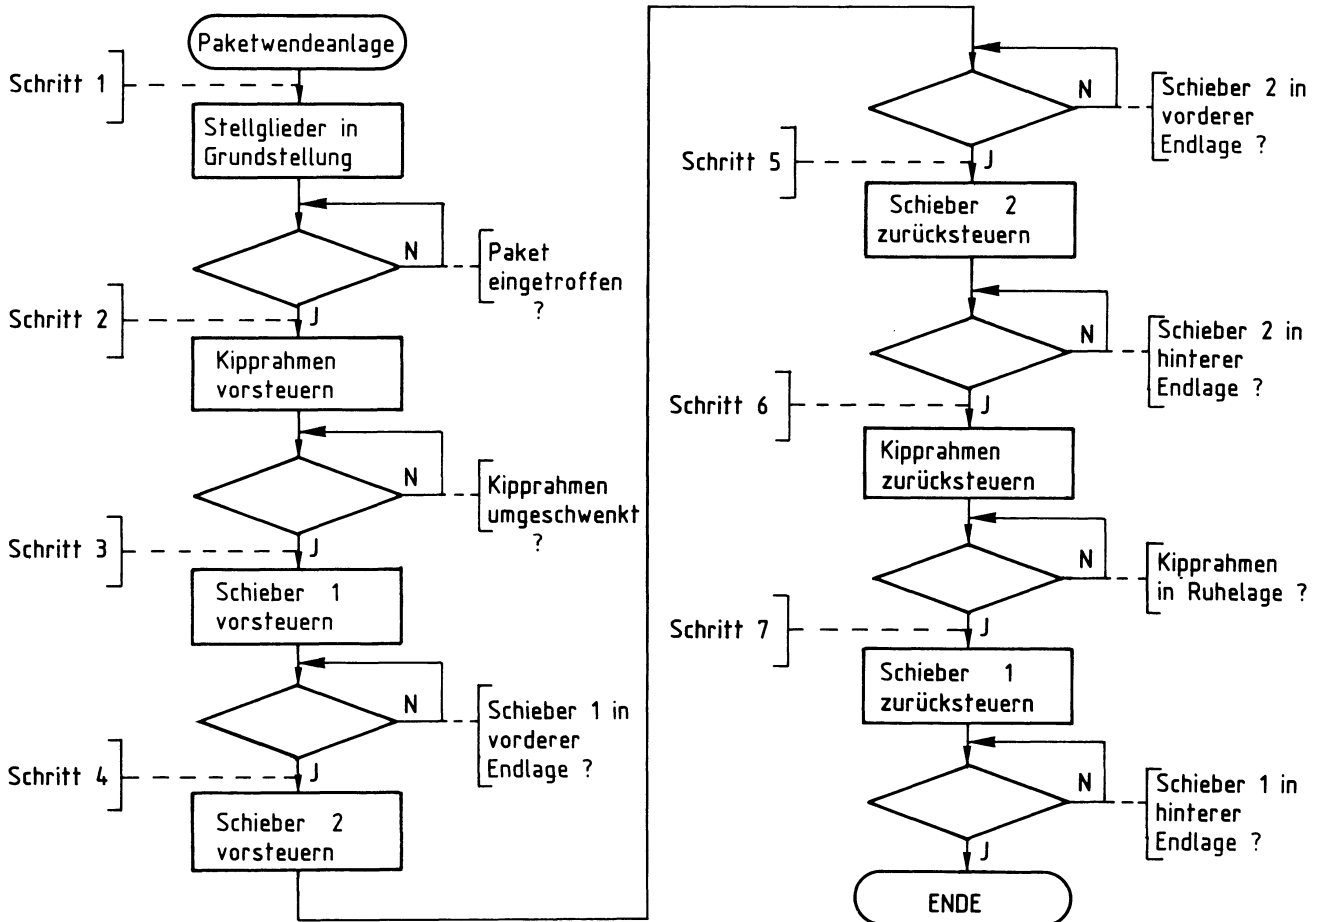 Paketwendeanlage
Schritt 1
Stellglieder in
Grundstellung
N
Paket
eingetroffen
?
Schritt 2
J
Kipprahmen
vorsteuern
N
Kipprahmen
umgeschwenkt
?
Schritt 3
J
Schieber 1
vorsteuern
N
Schieber 1 in
vorderer
Endlage ?
Schritt 4
J
Schieber 2
vorsteuern
N
Schieber 2 in
vorderer
Endlage ?
Schritt 5
J
Schieber 2
zurücksteuern
N
Schieber 2 in
hinterer
Endlage ?
Schritt 6
J
Kipprahmen
zurücksteuern
N
Kipprahmen
in Ruhelage ?
Schritt 7
J
Schieber 1
zurücksteuern
N
Schieber 1 in
hinterer
Endlage ?
J
ENDE